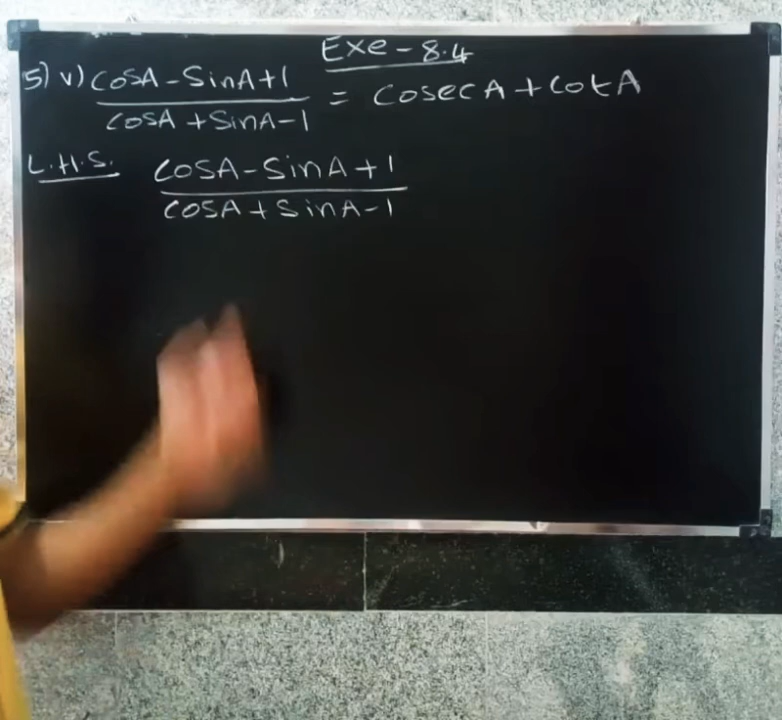 Exe-8.4
5) v) cosA-SinA+1 / cosA+SinA-1 = cosecA+cotA
L.H.S. cosA-SinA+1 / cosA+SinA-1